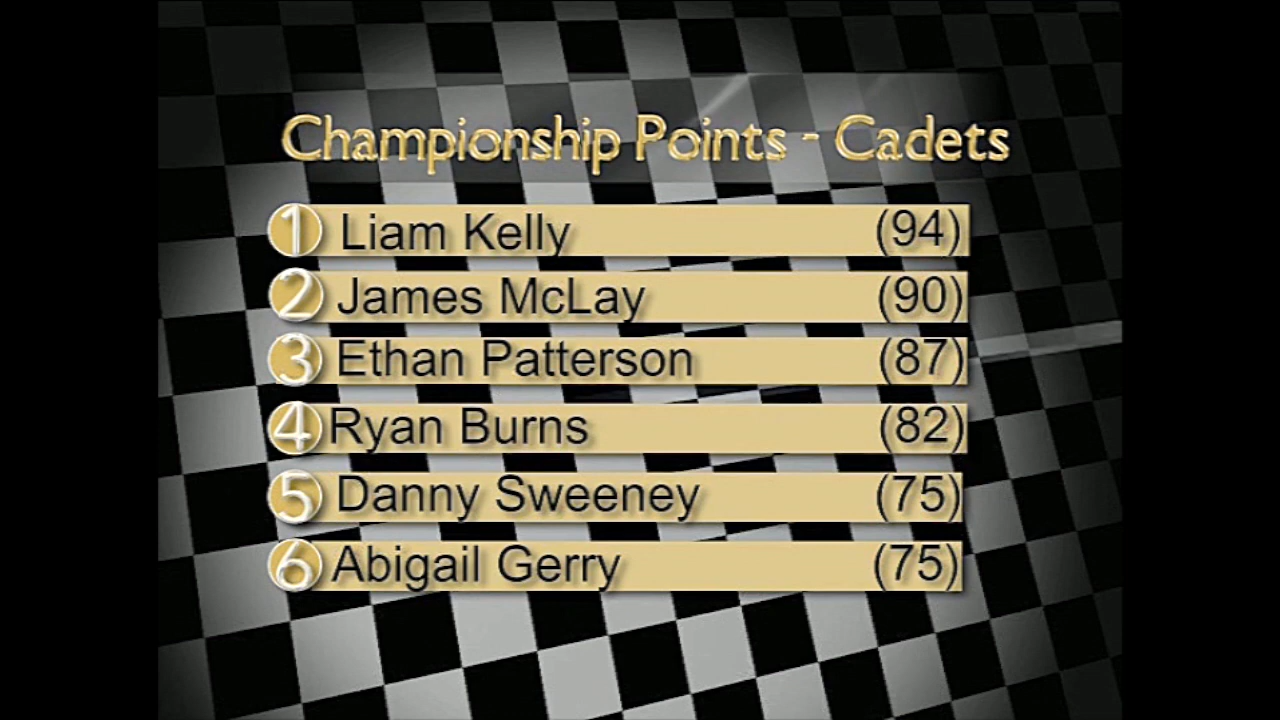 Championship Points - Cadets
1 Liam Kelly (94)
2 James McLay (90)
3 Ethan Patterson (87)
4 Ryan Burns (82)
5 Danny Sweeney (75)
6 Abigail Gerry (75)